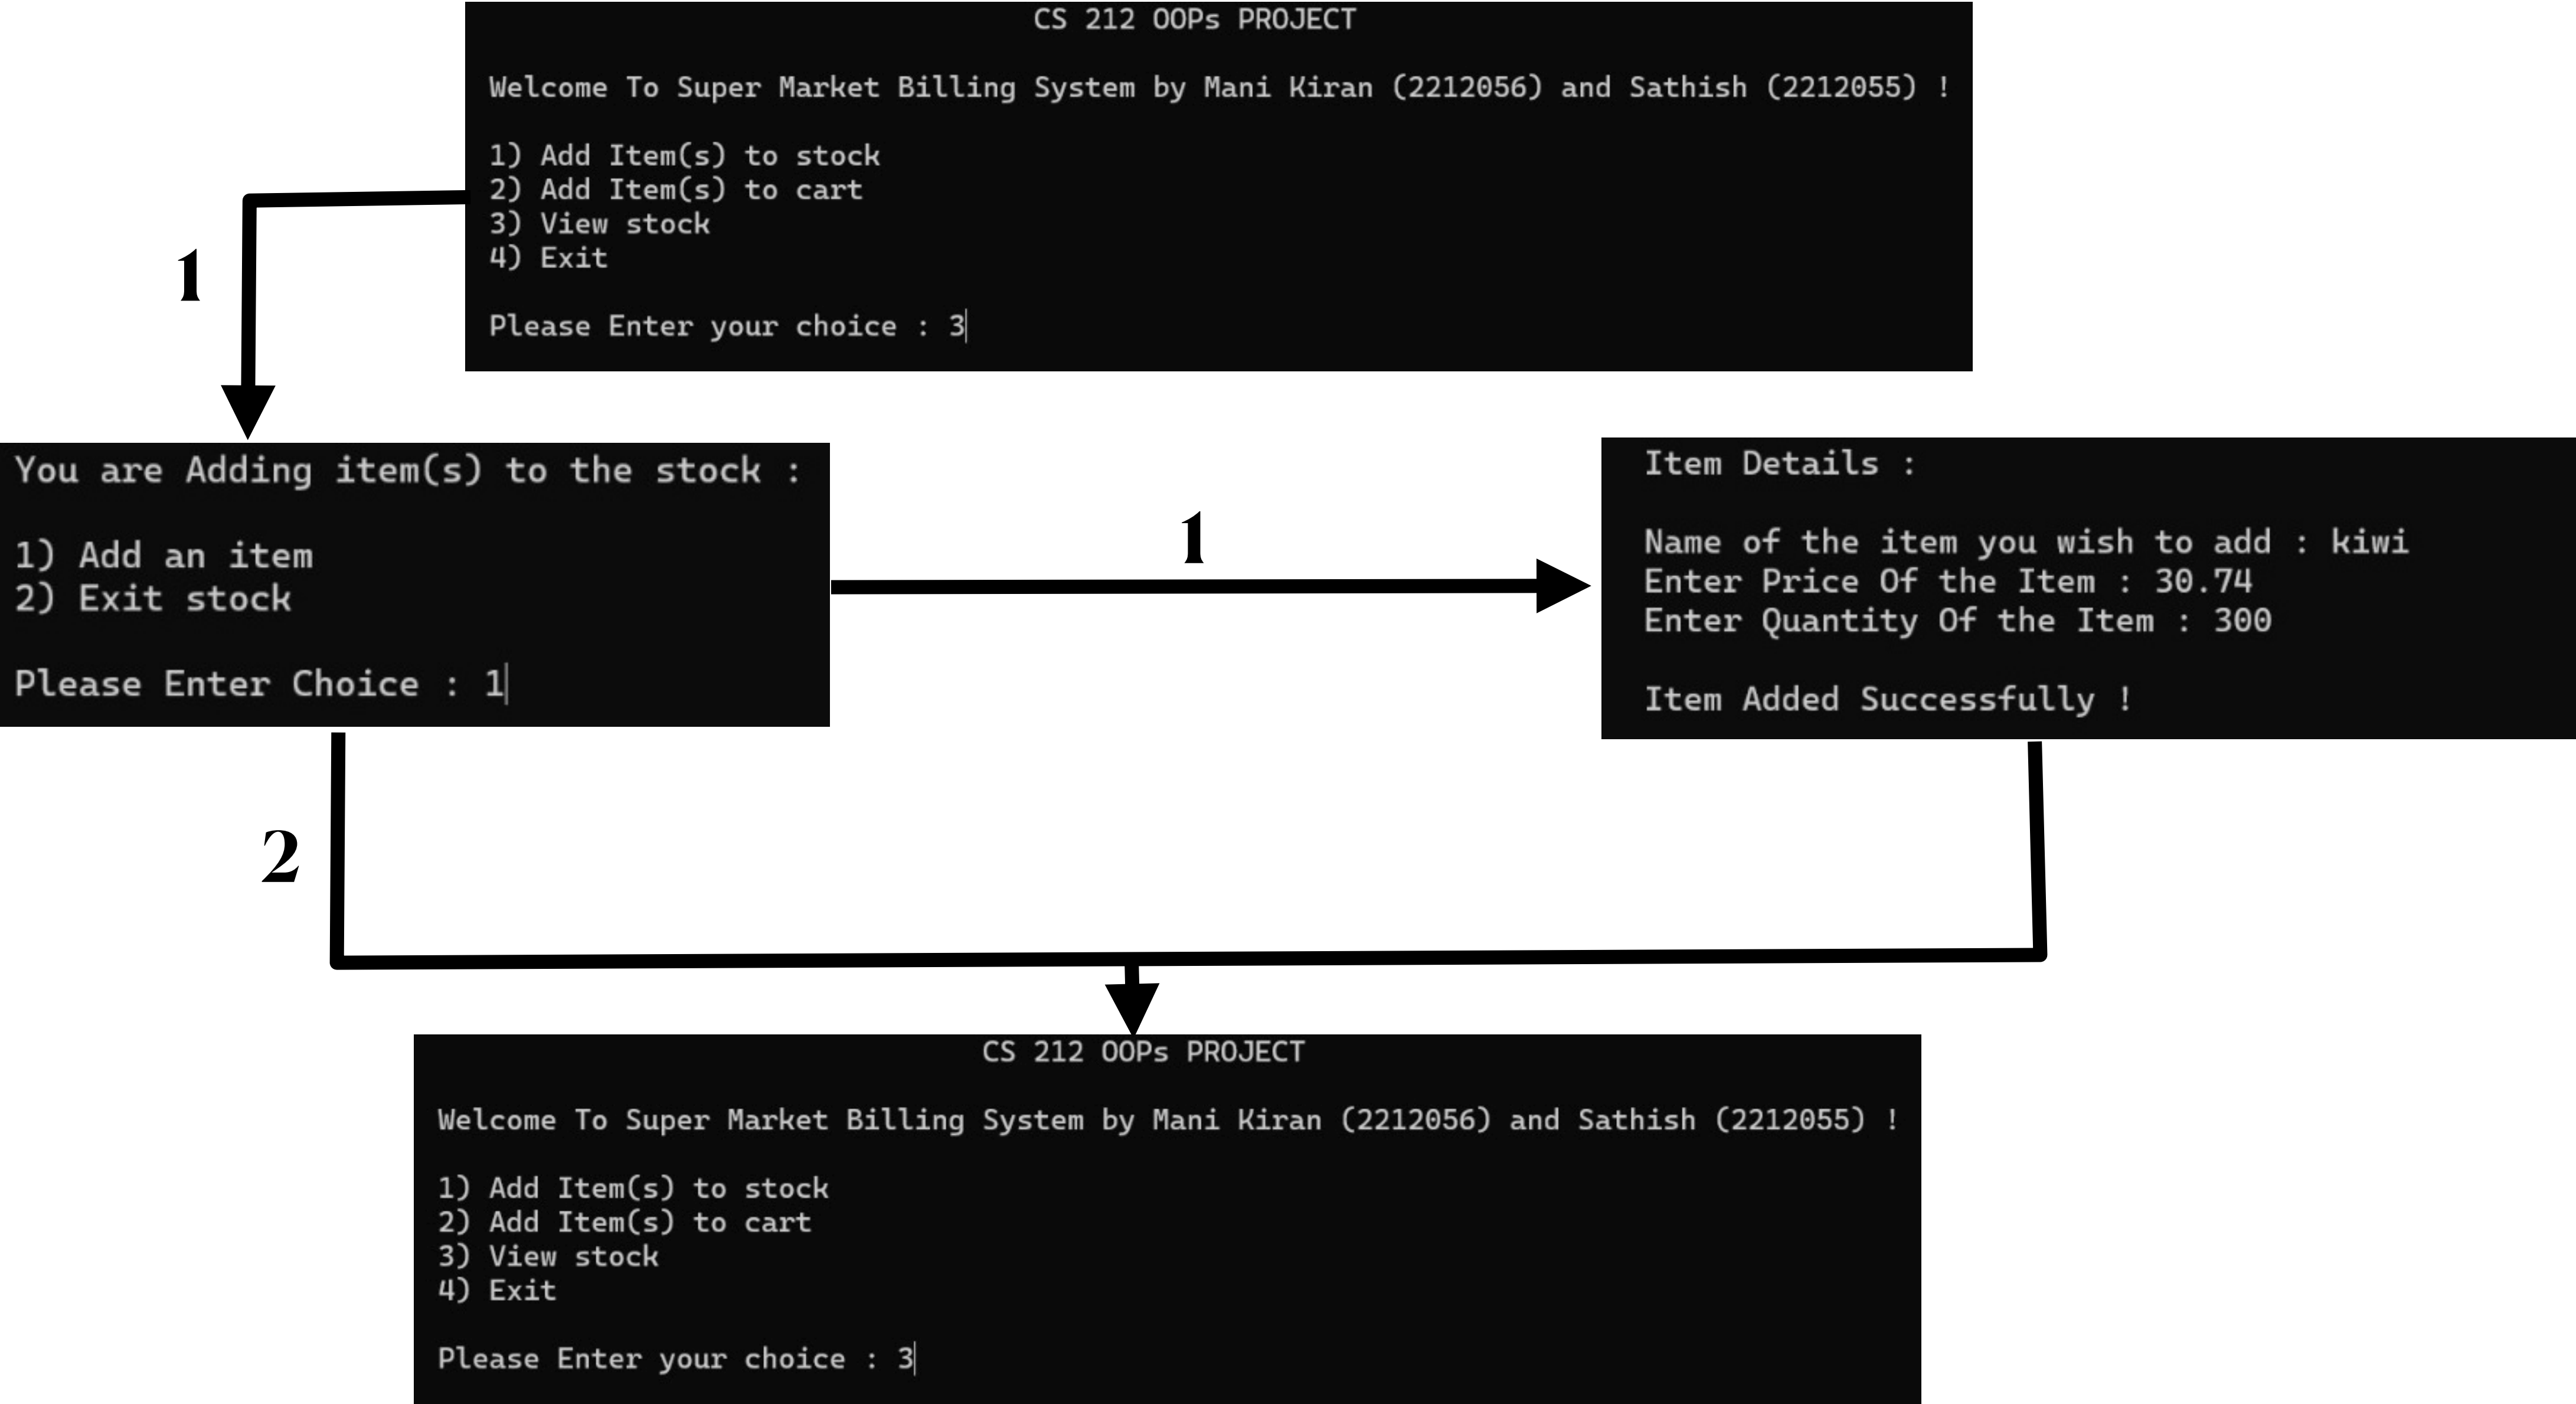 CS 212 OOPs PROJECT
Welcome To Super Market Billing System by Mani Kiran (2212056) and Sathish (2212055) !
1) Add Item(s) to stock
2) Add Item(s) to cart
3) View stock
4) Exit
Please Enter your choice : 3
1
You are Adding item(s) to the stock :
1) Add an item
2) Exit stock
Please Enter Choice : 1
1
Item Details :
Name of the item you wish to add : kiwi
Enter Price Of the Item : 30.74
Enter Quantity Of the Item : 300
Item Added Successfully !
2
CS 212 OOPs PROJECT
Welcome To Super Market Billing System by Mani Kiran (2212056) and Sathish (2212055) !
1) Add Item(s) to stock
2) Add Item(s) to cart
3) View stock
4) Exit
Please Enter your choice : 3